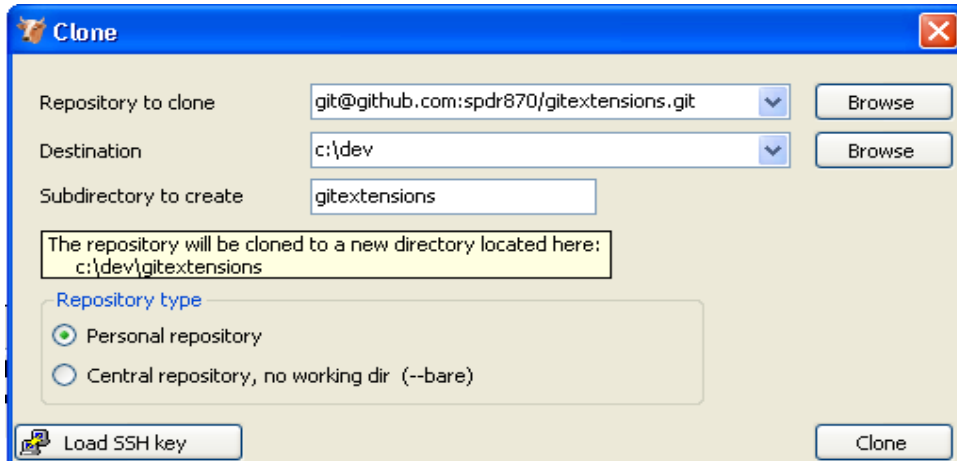 Clone
Repository to clone git@github.com:spdr870/gitextensions.git Browse
Destination c:\dev Browse
Subdirectory to create gitextensions
The repository will be cloned to a new directory located here:
c:\dev\gitextensions
Repository type
Personal repository
Central repository, no working dir (--bare)
Load SSH key Clone